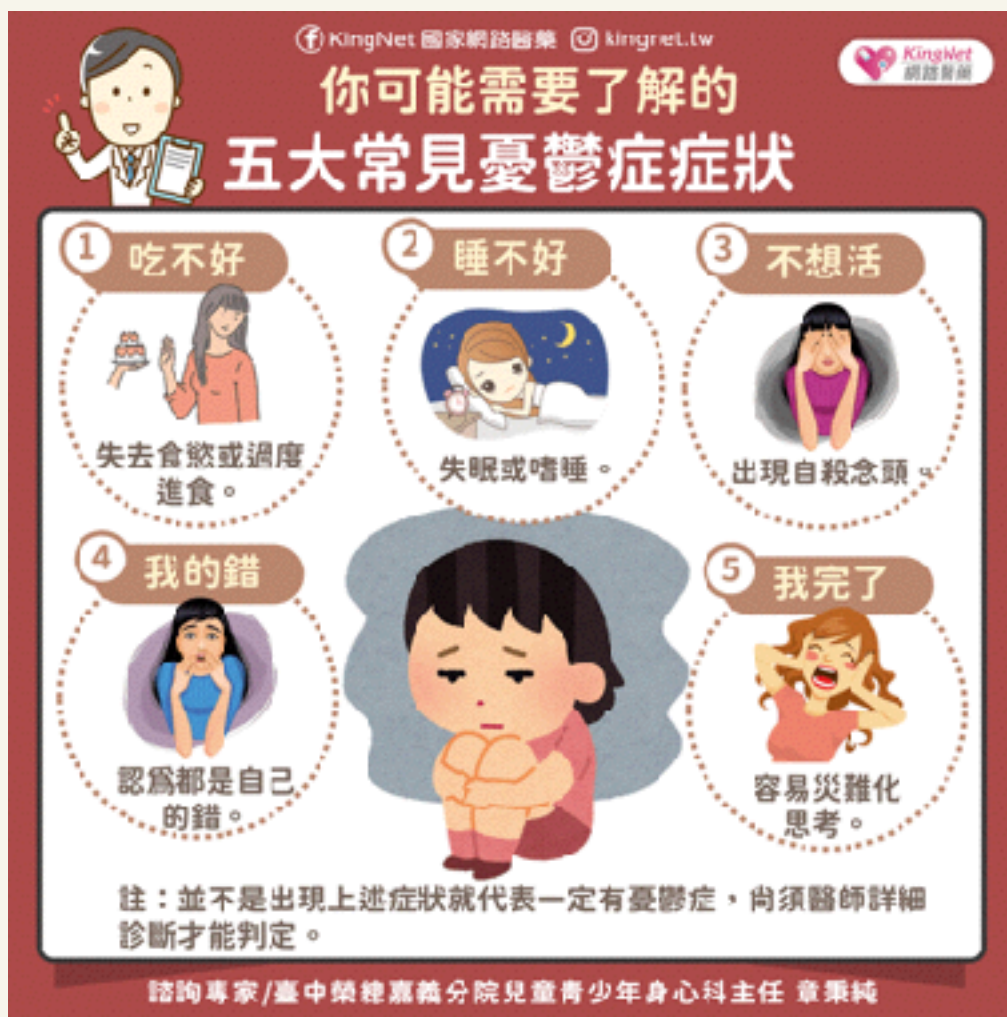 KingNet 國家網路醫藥 kingnet.tw
KingNet
網路醫藥
你可能需要了解的
五大常見憂鬱症症狀
1 吃不好
失去食慾或過度
進食。
2 睡不好
失眠或嗜睡。
3 不想活
出現自殺念頭。
4 我的錯
認爲都是自己
的錯。
5 我完了
容易災難化
思考。
註：並不是出現上述症狀就代表一定有憂鬱症，尚須醫師詳細
診斷才能判定。
諮詢專家/臺中榮總嘉義分院兒童青少年身心科主任 章秉純